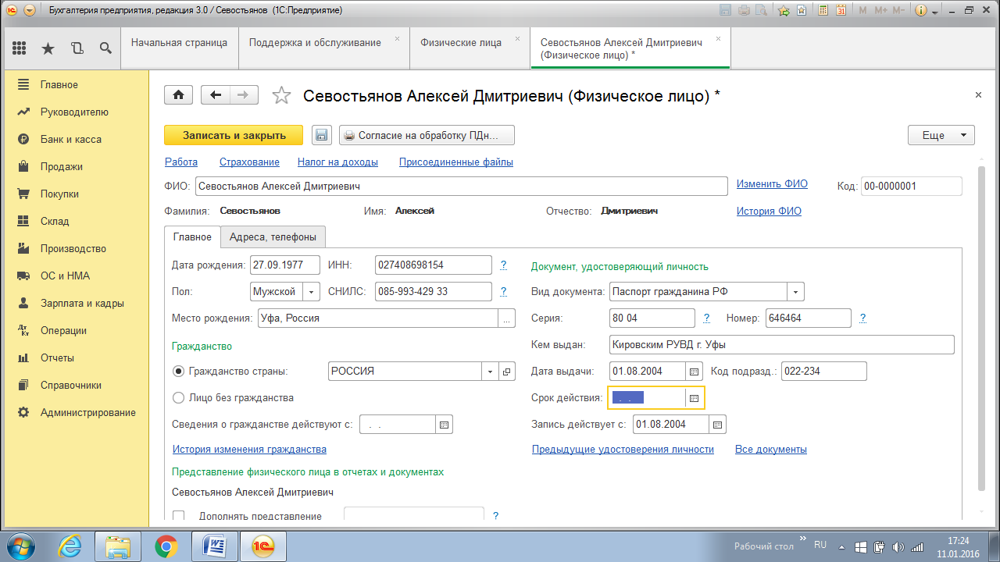 Бухгалтерия предприятия, редакция 3.0 / Севостьянов (1С:Предприятие)
M M+ M-
Начальная страница
Поддержка и обслуживание
Физические лица
Севостьянов Алексей Дмитриевич
(Физическое лицо) *
Главное
Руководителю
Банк и касса
Продажи
Покупки
Склад
Производство
ОС и НМА
Зарплата и кадры
Операции
Отчеты
Справочники
Администрирование
Севостьянов Алексей Дмитриевич (Физическое лицо) *
Записать и закрыть
Согласие на обработку ПДн...
Еще
Работа Страхование Налог на доходы Присоединенные файлы
ФИО: Севостьянов Алексей Дмитриевич Изменить ФИО Код: 00-0000001
Фамилия: Севостьянов Имя: Алексей Отчество: Дмитриевич История ФИО
Главное Адреса, телефоны
Дата рождения: 27.09.1977 ИНН: 027408698154 ? Документ, удостоверяющий личность
Пол: Мужской СНИЛС: 085-993-429 33 ? Вид документа: Паспорт гражданина РФ
Место рождения: Уфа, Россия ... Серия: 80 04 ? Номер: 646464 ?
Гражданство Кем выдан: Кировским РУВД г. Уфы
Гражданство страны: РОССИЯ Дата выдачи: 01.08.2004 Код подразд.: 022-234
Лицо без гражданства Срок действия: . .
Сведения о гражданстве действуют с: . . Запись действует с: 01.08.2004
История изменения гражданства Предыдущие удостоверения личности Все документы
Представление физического лица в отчетах и документах
Севостьянов Алексей Дмитриевич
Дополнять представление ?
Рабочий стол » RU 17:24
11.01.2016